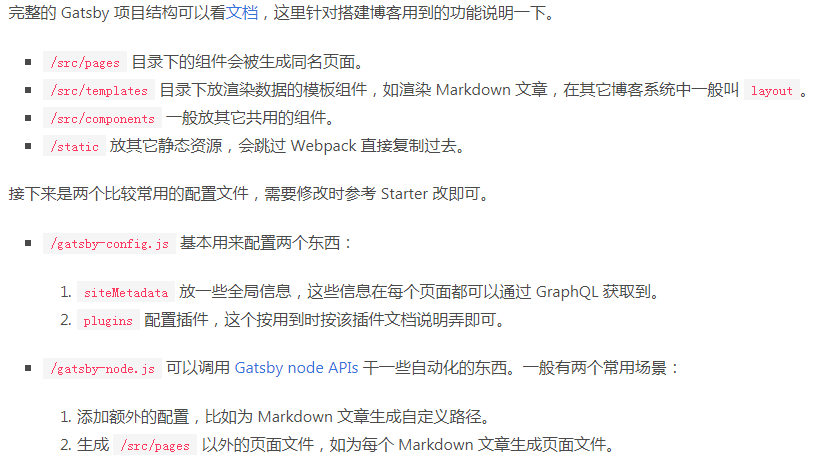 完整的 Gatsby 项目结构可以看文档，这里针对搭建博客用到的功能说明一下。
/src/pages 目录下的组件会被生成同名页面。
/src/templates 目录下放渲染数据的模板组件，如渲染 Markdown 文章，在其它博客系统中一般叫 layout 。
/src/components 一般放其它共用的组件。
/static 放其它静态资源，会跳过 Webpack 直接复制过去。
接下来是两个比较常用的配置文件，需要修改时参考 Starter 改即可。
/gatsby-config.js 基本用来配置两个东西：
1. siteMetadata 放一些全局信息，这些信息在每个页面都可以通过 GraphQL 获取到。
2. plugins 配置插件，这个按用到时按该插件文档说明弄即可。
/gatsby-node.js 可以调用 Gatsby node APIs 干一些自动化的东西。一般有两个常用场景：
1. 添加额外的配置，比如为 Markdown 文章生成自定义路径。
2. 生成 /src/pages 以外的页面文件，如为每个 Markdown 文章生成页面文件。